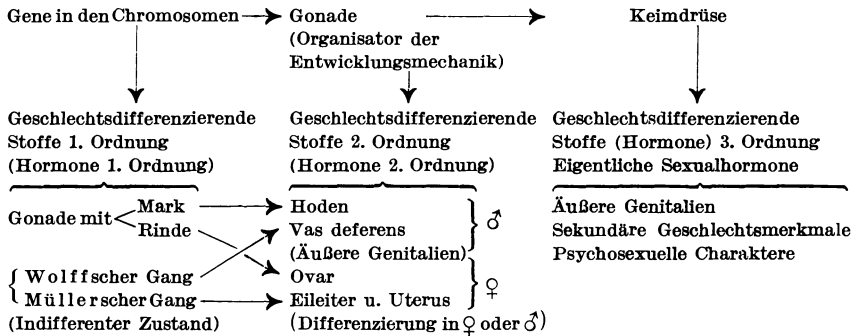 Gene in den Chromosomen → Gonade → Keimdrüse
(Organisator der
Entwicklungsmechanik)
Geschlechtsdifferenzierende
Stoffe 1. Ordnung
(Hormone 1. Ordnung)
Geschlechtsdifferenzierende
Stoffe 2. Ordnung
(Hormone 2. Ordnung)
Geschlechtsdifferenzierende
Stoffe (Hormone) 3. Ordnung
Eigentliche Sexualhormone
Gonade mit
Mark
Rinde
Wolffscher Gang
Müllerscher Gang
(Indifferenter Zustand)
Hoden
Vas deferens
(Äußere Genitalien)
♂
Ovar
Eileiter u. Uterus
♀
(Differenzierung in ♀ oder ♂)
Äußere Genitalien
Sekundäre Geschlechtsmerkmale
Psychosexuelle Charaktere